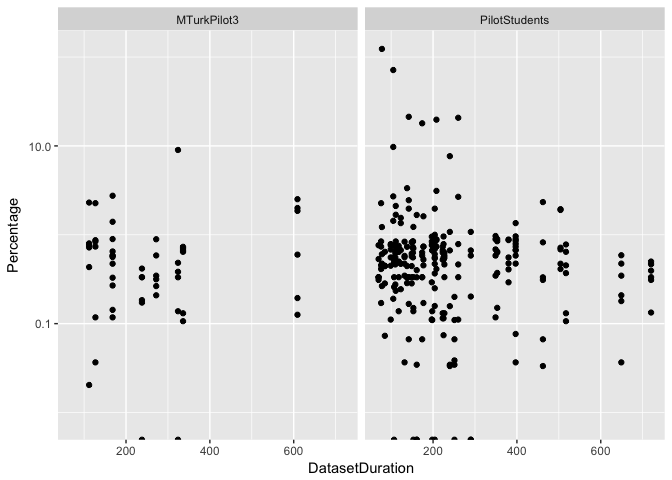 MTurkPilot3 PilotStudents
Percentage
10.0
0.1
200 400 600 200 400 600
DatasetDuration